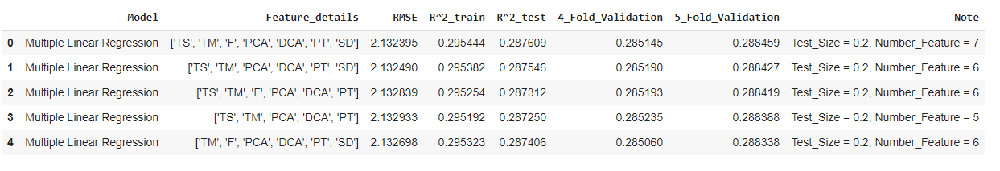 Model Feature_details RMSE R^2_train R^2_test 4_Fold_Validation 5_Fold_Validation Note
0 Multiple Linear Regression ['TS', 'TM', 'F', 'PCA', 'DCA', 'PT', 'SD'] 2.132395 0.295444 0.287609 0.285145 0.288459 Test_Size = 0.2, Number_Feature = 7
1 Multiple Linear Regression ['TS', 'TM', 'PCA', 'DCA', 'PT', 'SD'] 2.132490 0.295382 0.287546 0.285190 0.288427 Test_Size = 0.2, Number_Feature = 6
2 Multiple Linear Regression ['TS', 'TM', 'F', 'PCA', 'DCA', 'PT'] 2.132839 0.295254 0.287312 0.285193 0.288419 Test_Size = 0.2, Number_Feature = 6
3 Multiple Linear Regression ['TS', 'TM', 'PCA', 'DCA', 'PT'] 2.132933 0.295192 0.287250 0.285235 0.288388 Test_Size = 0.2, Number_Feature = 5
4 Multiple Linear Regression ['TM', 'F', 'PCA', 'DCA', 'PT', 'SD'] 2.132698 0.295323 0.287406 0.285060 0.288338 Test_Size = 0.2, Number_Feature = 6